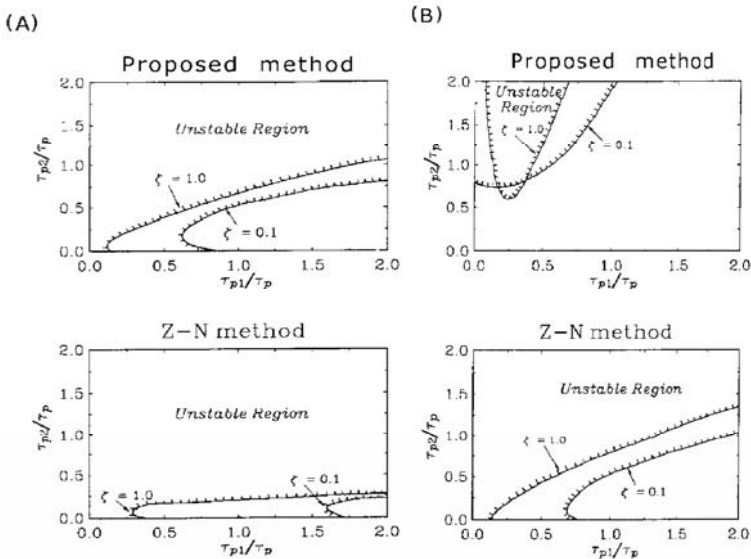 (A)
Proposed method
2.0
1.5
1.0
0.5
0.0
τp2/τp
Unstable Region
ζ = 1.0
ζ = 0.1
0.0 0.5 1.0 1.5 2.0
τp1/τp
(B)
Proposed method
2.0
1.5
1.0
0.5
0.0
τp2/τp
Unstable
Region
ζ = 1.0
ζ = 0.1
0.0 0.5 1.0 1.5 2.0
τp1/τp
Z-N method
2.0
1.5
1.0
0.5
0.0
τp2/τp
Unstable Region
ζ = 1.0
ζ = 0.1
0.0 0.5 1.0 1.5 2.0
τp1/τp
Z-N method
2.0
1.5
1.0
0.5
0.0
τp2/τp
Unstable Region
ζ = 1.0
ζ = 0.1
0.0 0.5 1.0 1.5 2.0
τp1/τp